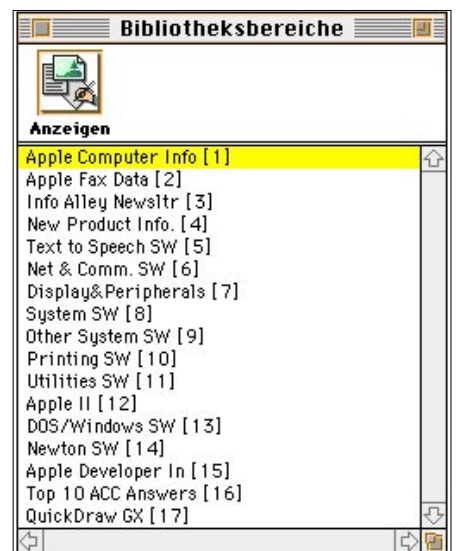 Bibliotheksbereiche
Anzeigen
Apple Computer Info [1]
Apple Fax Data [2]
Info Alley Newsltr [3]
New Product Info. [4]
Text to Speech SW [5]
Net & Comm. SW [6]
Display&Peripherals [7]
System SW [8]
Other System SW [9]
Printing SW [10]
Utilities SW [11]
Apple II [12]
DOS/Windows SW [13]
Newton SW [14]
Apple Developer In [15]
Top 10 ACC Answers [16]
QuickDraw GX [17]